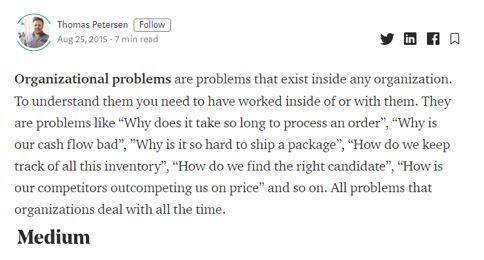 Thomas Petersen Follow
Aug 25, 2015 · 7 min read
Organizational problems are problems that exist inside any organization.
To understand them you need to have worked inside of or with them. They
are problems like “Why does it take so long to process an order”, “Why is
our cash flow bad”, ”Why is it so hard to ship a package”, “How do we keep
track of all this inventory”, “How do we find the right candidate”, “How is
our competitors outcompeting us on price” and so on. All problems that
organizations deal with all the time.
Medium